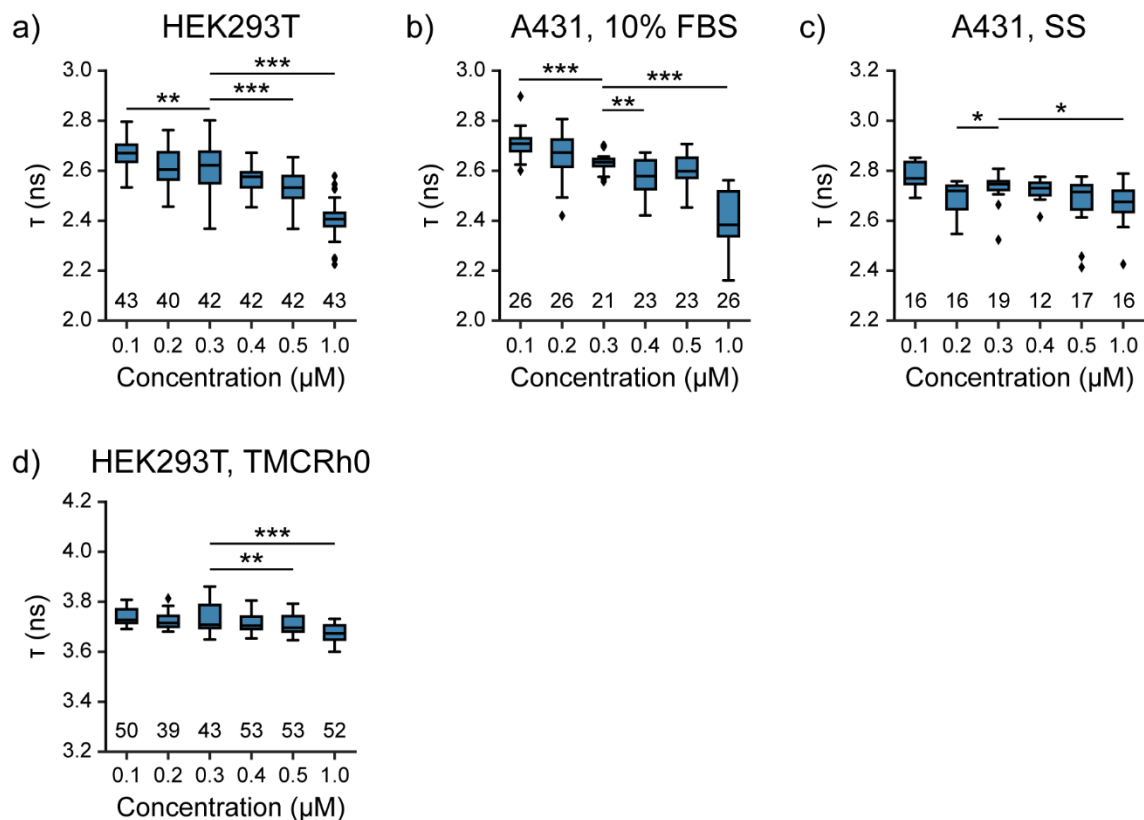 a) HEK293T
*** 
** ***
3.0
2.8
2.6
2.4
2.2
2.0
τ (ns)
43 40 42 42 42 43
0.1 0.2 0.3 0.4 0.5 1.0
Concentration (µM)
b) A431, 10% FBS
*** ***
**
3.0
2.8
2.6
2.4
2.2
2.0
τ (ns)
26 26 21 23 23 26
0.1 0.2 0.3 0.4 0.5 1.0
Concentration (µM)
c) A431, SS
* *
3.2
3.0
2.8
2.6
2.4
2.2
τ (ns)
16 16 19 12 17 16
0.1 0.2 0.3 0.4 0.5 1.0
Concentration (µM)
d) HEK293T, TMCRh0
***
**
4.2
4.0
3.8
3.6
3.4
3.2
τ (ns)
50 39 43 53 53 52
0.1 0.2 0.3 0.4 0.5 1.0
Concentration (µM)